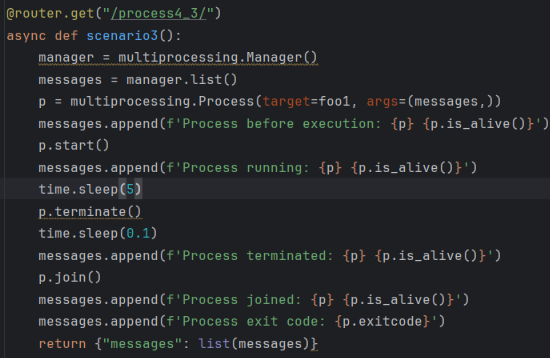 @router.get("/process4_3/")
async def scenario3():
    manager = multiprocessing.Manager()
    messages = manager.list()
    p = multiprocessing.Process(target=foo1, args=(messages,))
    messages.append(f'Process before execution: {p} {p.is_alive()}')
    p.start()
    messages.append(f'Process running: {p} {p.is_alive()}')
    time.sleep(5)
    p.terminate()
    time.sleep(0.1)
    messages.append(f'Process terminated: {p} {p.is_alive()}')
    p.join()
    messages.append(f'Process joined: {p} {p.is_alive()}')
    messages.append(f'Process exit code: {p.exitcode}')
    return {"messages": list(messages)}